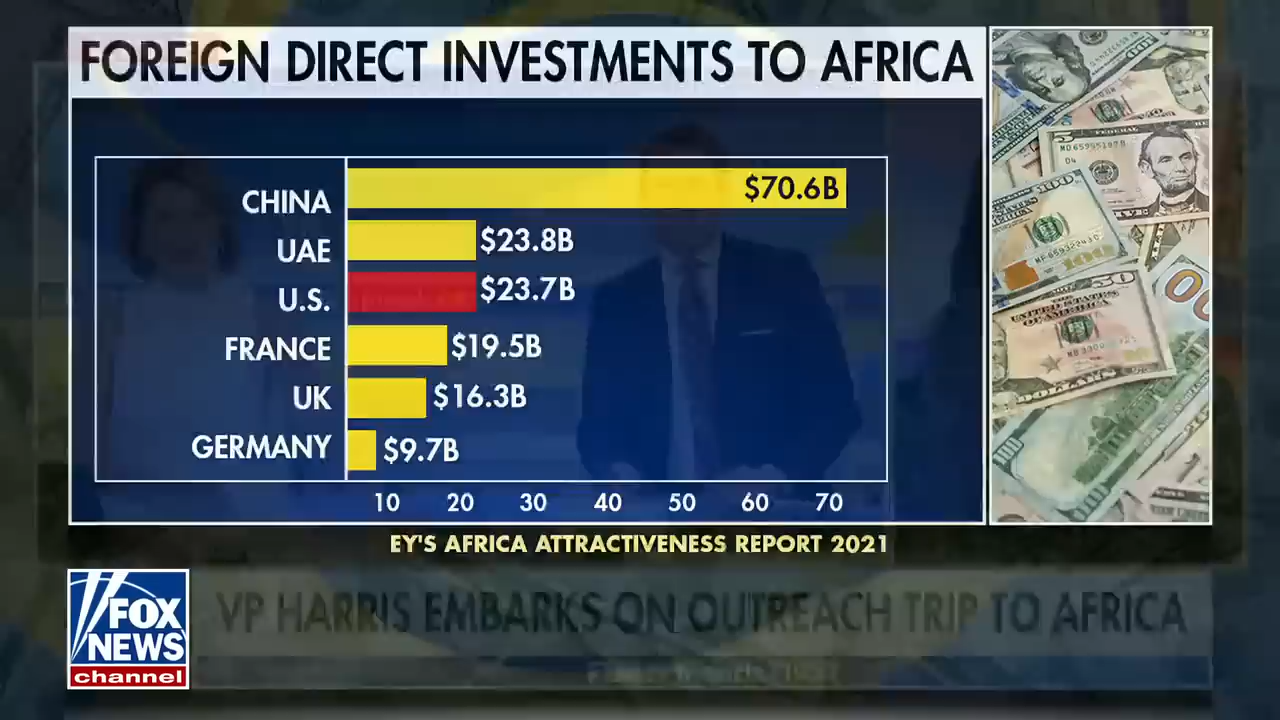 FOREIGN DIRECT INVESTMENTS TO AFRICA
CHINA $70.6B
UAE $23.8B
U.S. $23.7B
FRANCE $19.5B
UK $16.3B
GERMANY $9.7B
10 20 30 40 50 60 70
EY'S AFRICA ATTRACTIVENESS REPORT 2021
FOX
NEWS
channel
VP HARRIS EMBARKS ON OUTREACH TRIP TO AFRICA